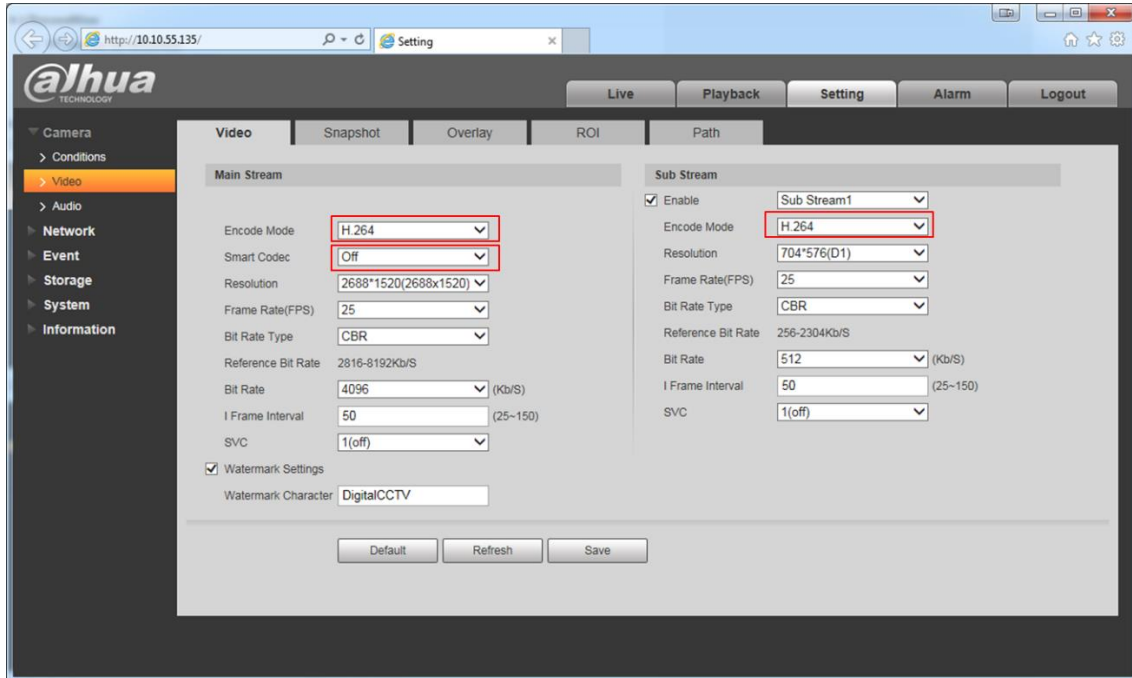 http://10.10.55.135/
Setting
alhua
TECHNOLOGY
Live Playback Setting Alarm Logout
Camera
Conditions
Video
Audio
Network
Event
Storage
System
Information
Video Snapshot Overlay ROI Path
Main Stream
Encode Mode H.264
Smart Codec Off
Resolution 2688*1520(2688x1520)
Frame Rate(FPS) 25
Bit Rate Type CBR
Reference Bit Rate 2816-8192Kb/S
Bit Rate 4096 (Kb/S)
I Frame Interval 50 (25~150)
SVC 1(off)
Watermark Settings
Watermark Character DigitalCCTV
Sub Stream
Enable Sub Stream1
Encode Mode H.264
Resolution 704*576(D1)
Frame Rate(FPS) 25
Bit Rate Type CBR
Reference Bit Rate 256-2304Kb/S
Bit Rate 512 (Kb/S)
I Frame Interval 50 (25~150)
SVC 1(off)
Default Refresh Save